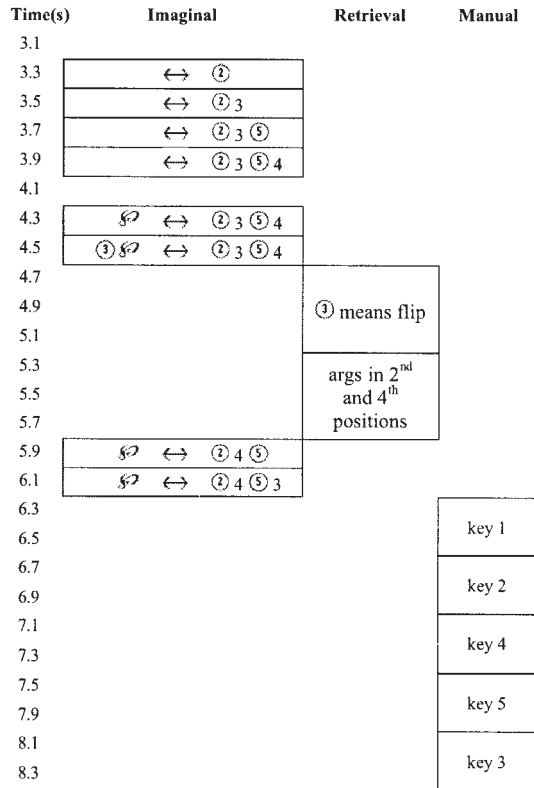 Time(s) Imaginal Retrieval Manual
3.1
3.3 ↔ ②
3.5 ↔ ② 3
3.7 ↔ ② 3 ⑤
3.9 ↔ ② 3 ⑤ 4
4.1
4.3 ℘ ↔ ② 3 ⑤ 4
4.5 ③ ℘ ↔ ② 3 ⑤ 4
4.7
4.9 ③ means flip
5.1
5.3 args in 2nd
5.5 and 4th
5.7 positions
5.9 ℘ ↔ ② 4 ⑤
6.1 ℘ ↔ ② 4 ⑤ 3
6.3
key 1
6.5
6.7
key 2
6.9
7.1
key 4
7.3
7.5
key 5
7.9
8.1
key 3
8.3